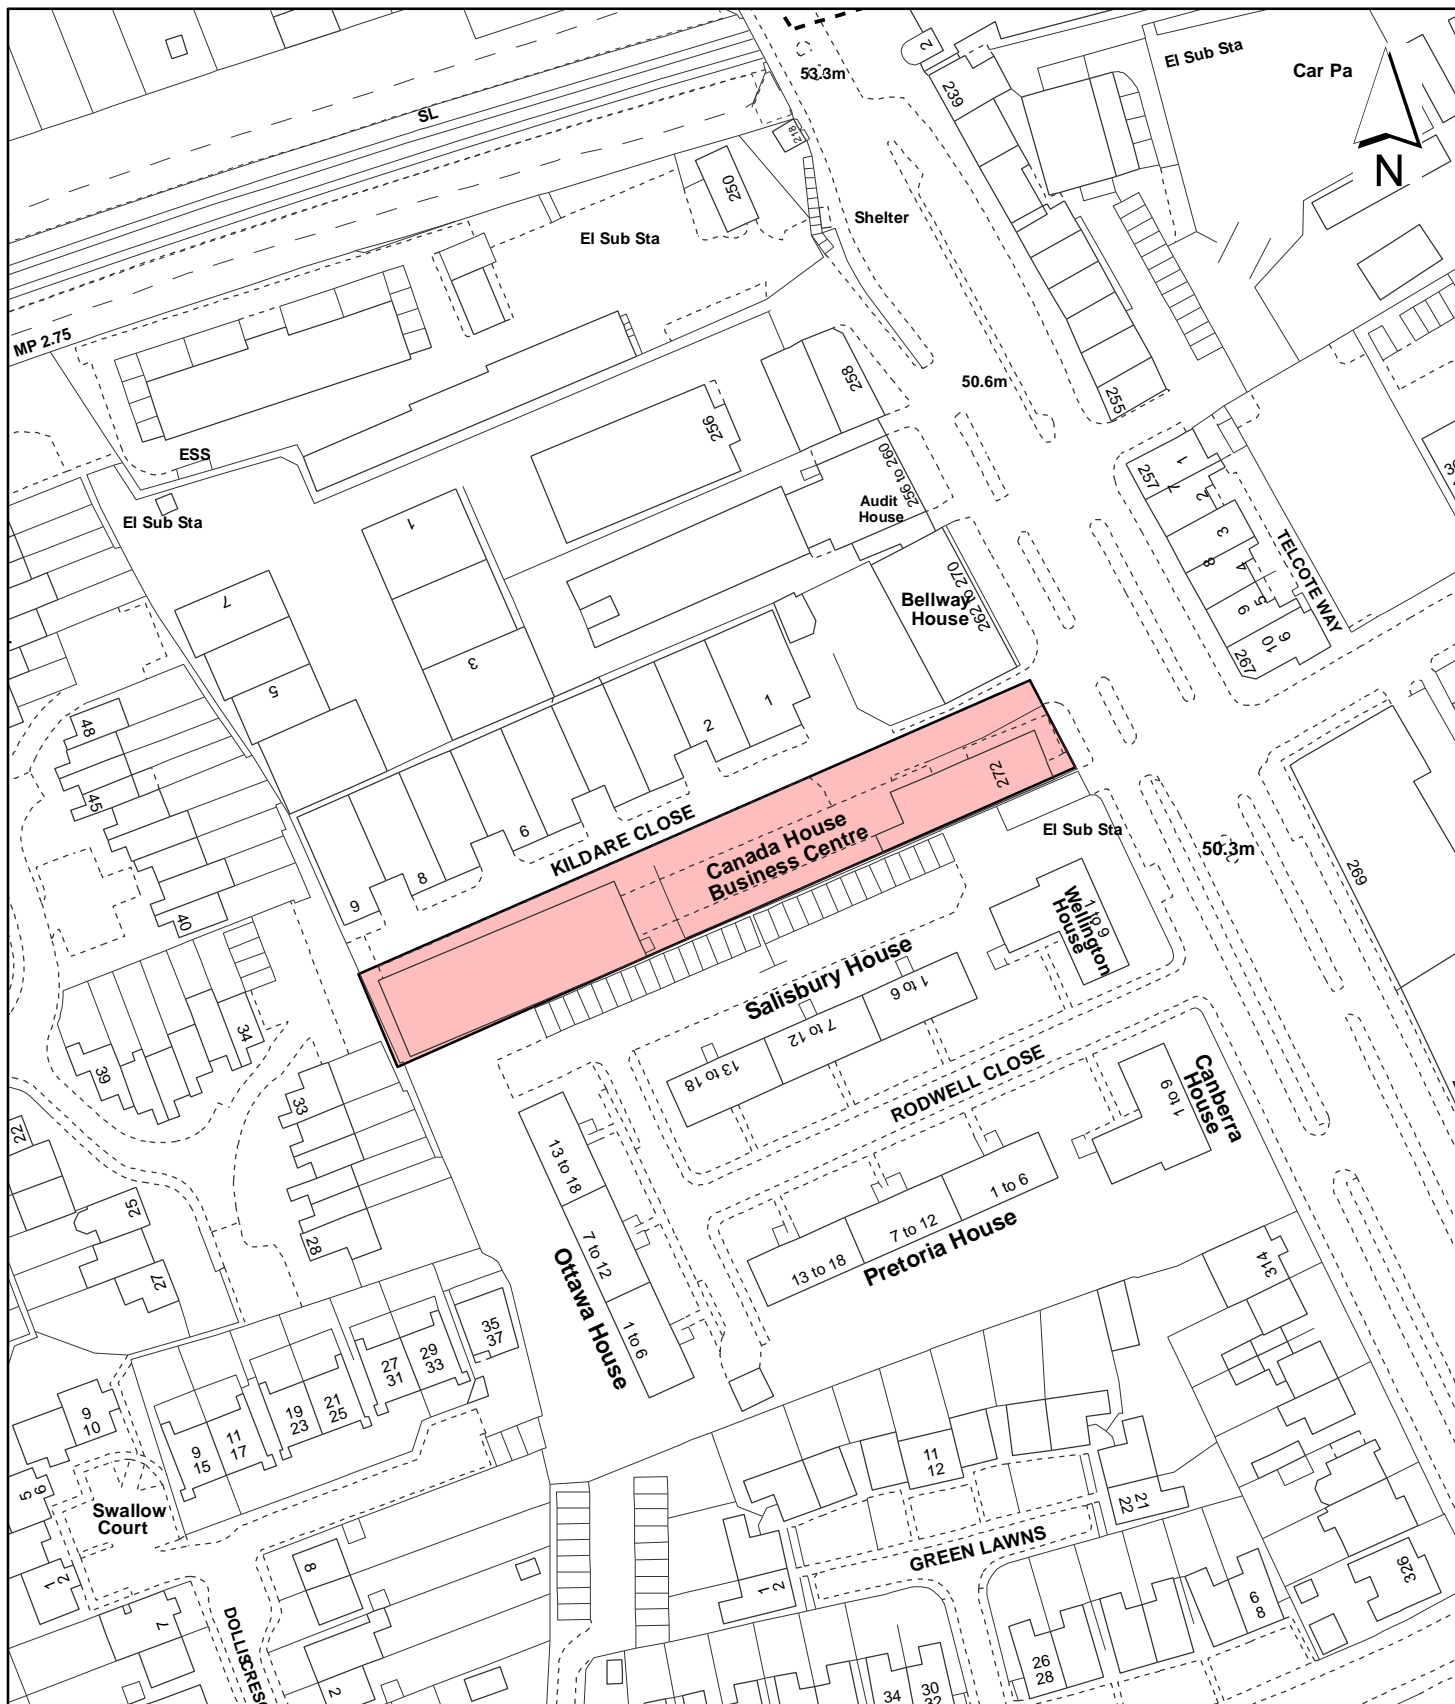 2
53.3m
239
El Sub Sta
Car Pa
N
SL
218
250
Shelter
El Sub Sta
MP 2.75
50.6m
258
255
256
ESS
El Sub Sta
256 to 260
Audit
House
257
1
7
2
3
8
4
5
9
6
10
267
TELCOTE WAY
1
7
3
5
262 to 270
Bellway
House
48
45
40
39
34
1
2
6
8
9
KILDARE CLOSE
272
Canada House
Business Centre
El Sub Sta
50.3m
269
1 to 9
Wellington
House
Salisbury House
1 to 6
7 to 12
13 to 18
RODWELL CLOSE
Canberra
House
1 to 9
33
28
22
25
27
13 to 18
7 to 12
1 to 6
Ottawa House
1 to 6
7 to 12
13 to 18
Pretoria House
314
35
37
29
33
27
31
21
25
19
23
11
17
9
15
9
10
5
6
Swallow
Court
1
2
7
8
2
DOLLIS CRESC
11
12
21
22
GREEN LAWNS
1
2
326
6
8
26
28
34
30
32